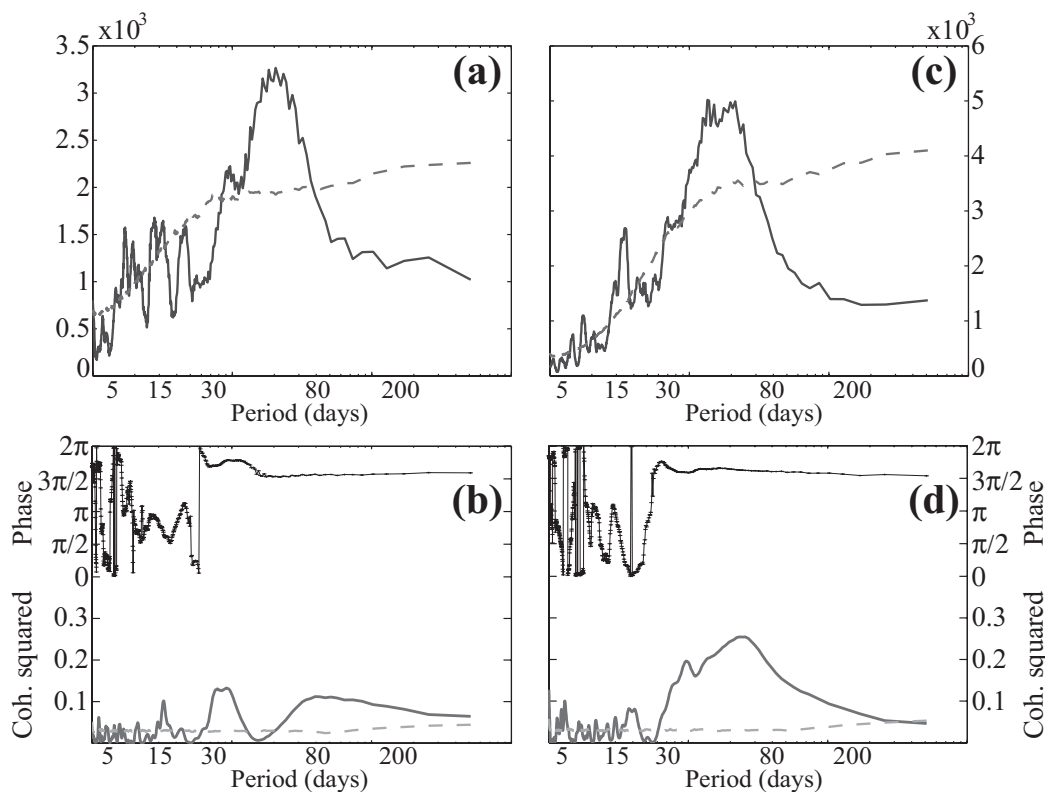 x10³
3.5
3
2.5
2
1.5
1
0.5
0
(a)
5 15 30 80 200
Period (days)
x10³
6
5
4
3
2
1
0
(c)
5 15 30 80 200
Period (days)
Phase
2π
3π/2
π
π/2
0
Coh. squared
0.3
0.2
0.1
(b)
5 15 30 80 200
Period (days)
2π
3π/2
π
π/2
0
Phase
0.3
0.2
0.1
Coh. squared
(d)
5 15 30 80 200
Period (days)